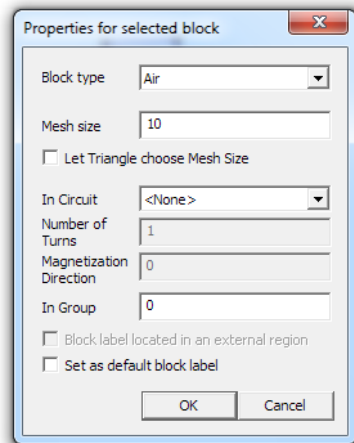 Properties for selected block
Block type Air
Mesh size 10
Let Triangle choose Mesh Size
In Circuit <None>
Number of
Turns 1
Magnetization
Direction 0
In Group 0
Block label located in an external region
Set as default block label
OK Cancel